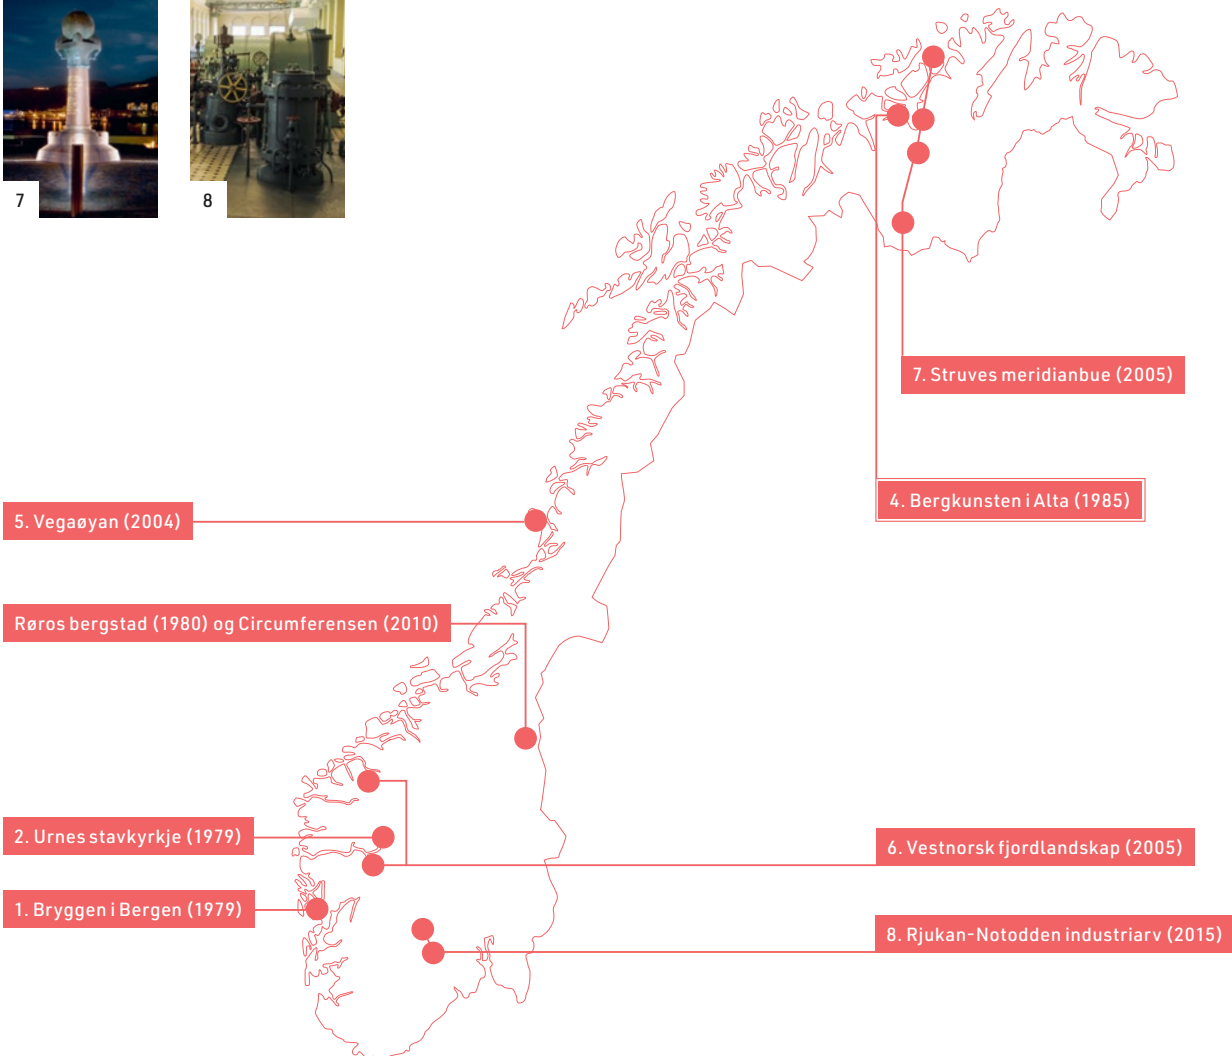 7
8
7. Struves meridianbue (2005)
4. Bergkunsten i Alta (1985)
5. Vegaøyan (2004)
Røros bergstad (1980) og Circumferensen (2010)
2. Urnes stavkyrkje (1979)
6. Vestnorsk fjordlandskap (2005)
1. Bryggen i Bergen (1979)
8. Rjukan-Notodden industriarv (2015)